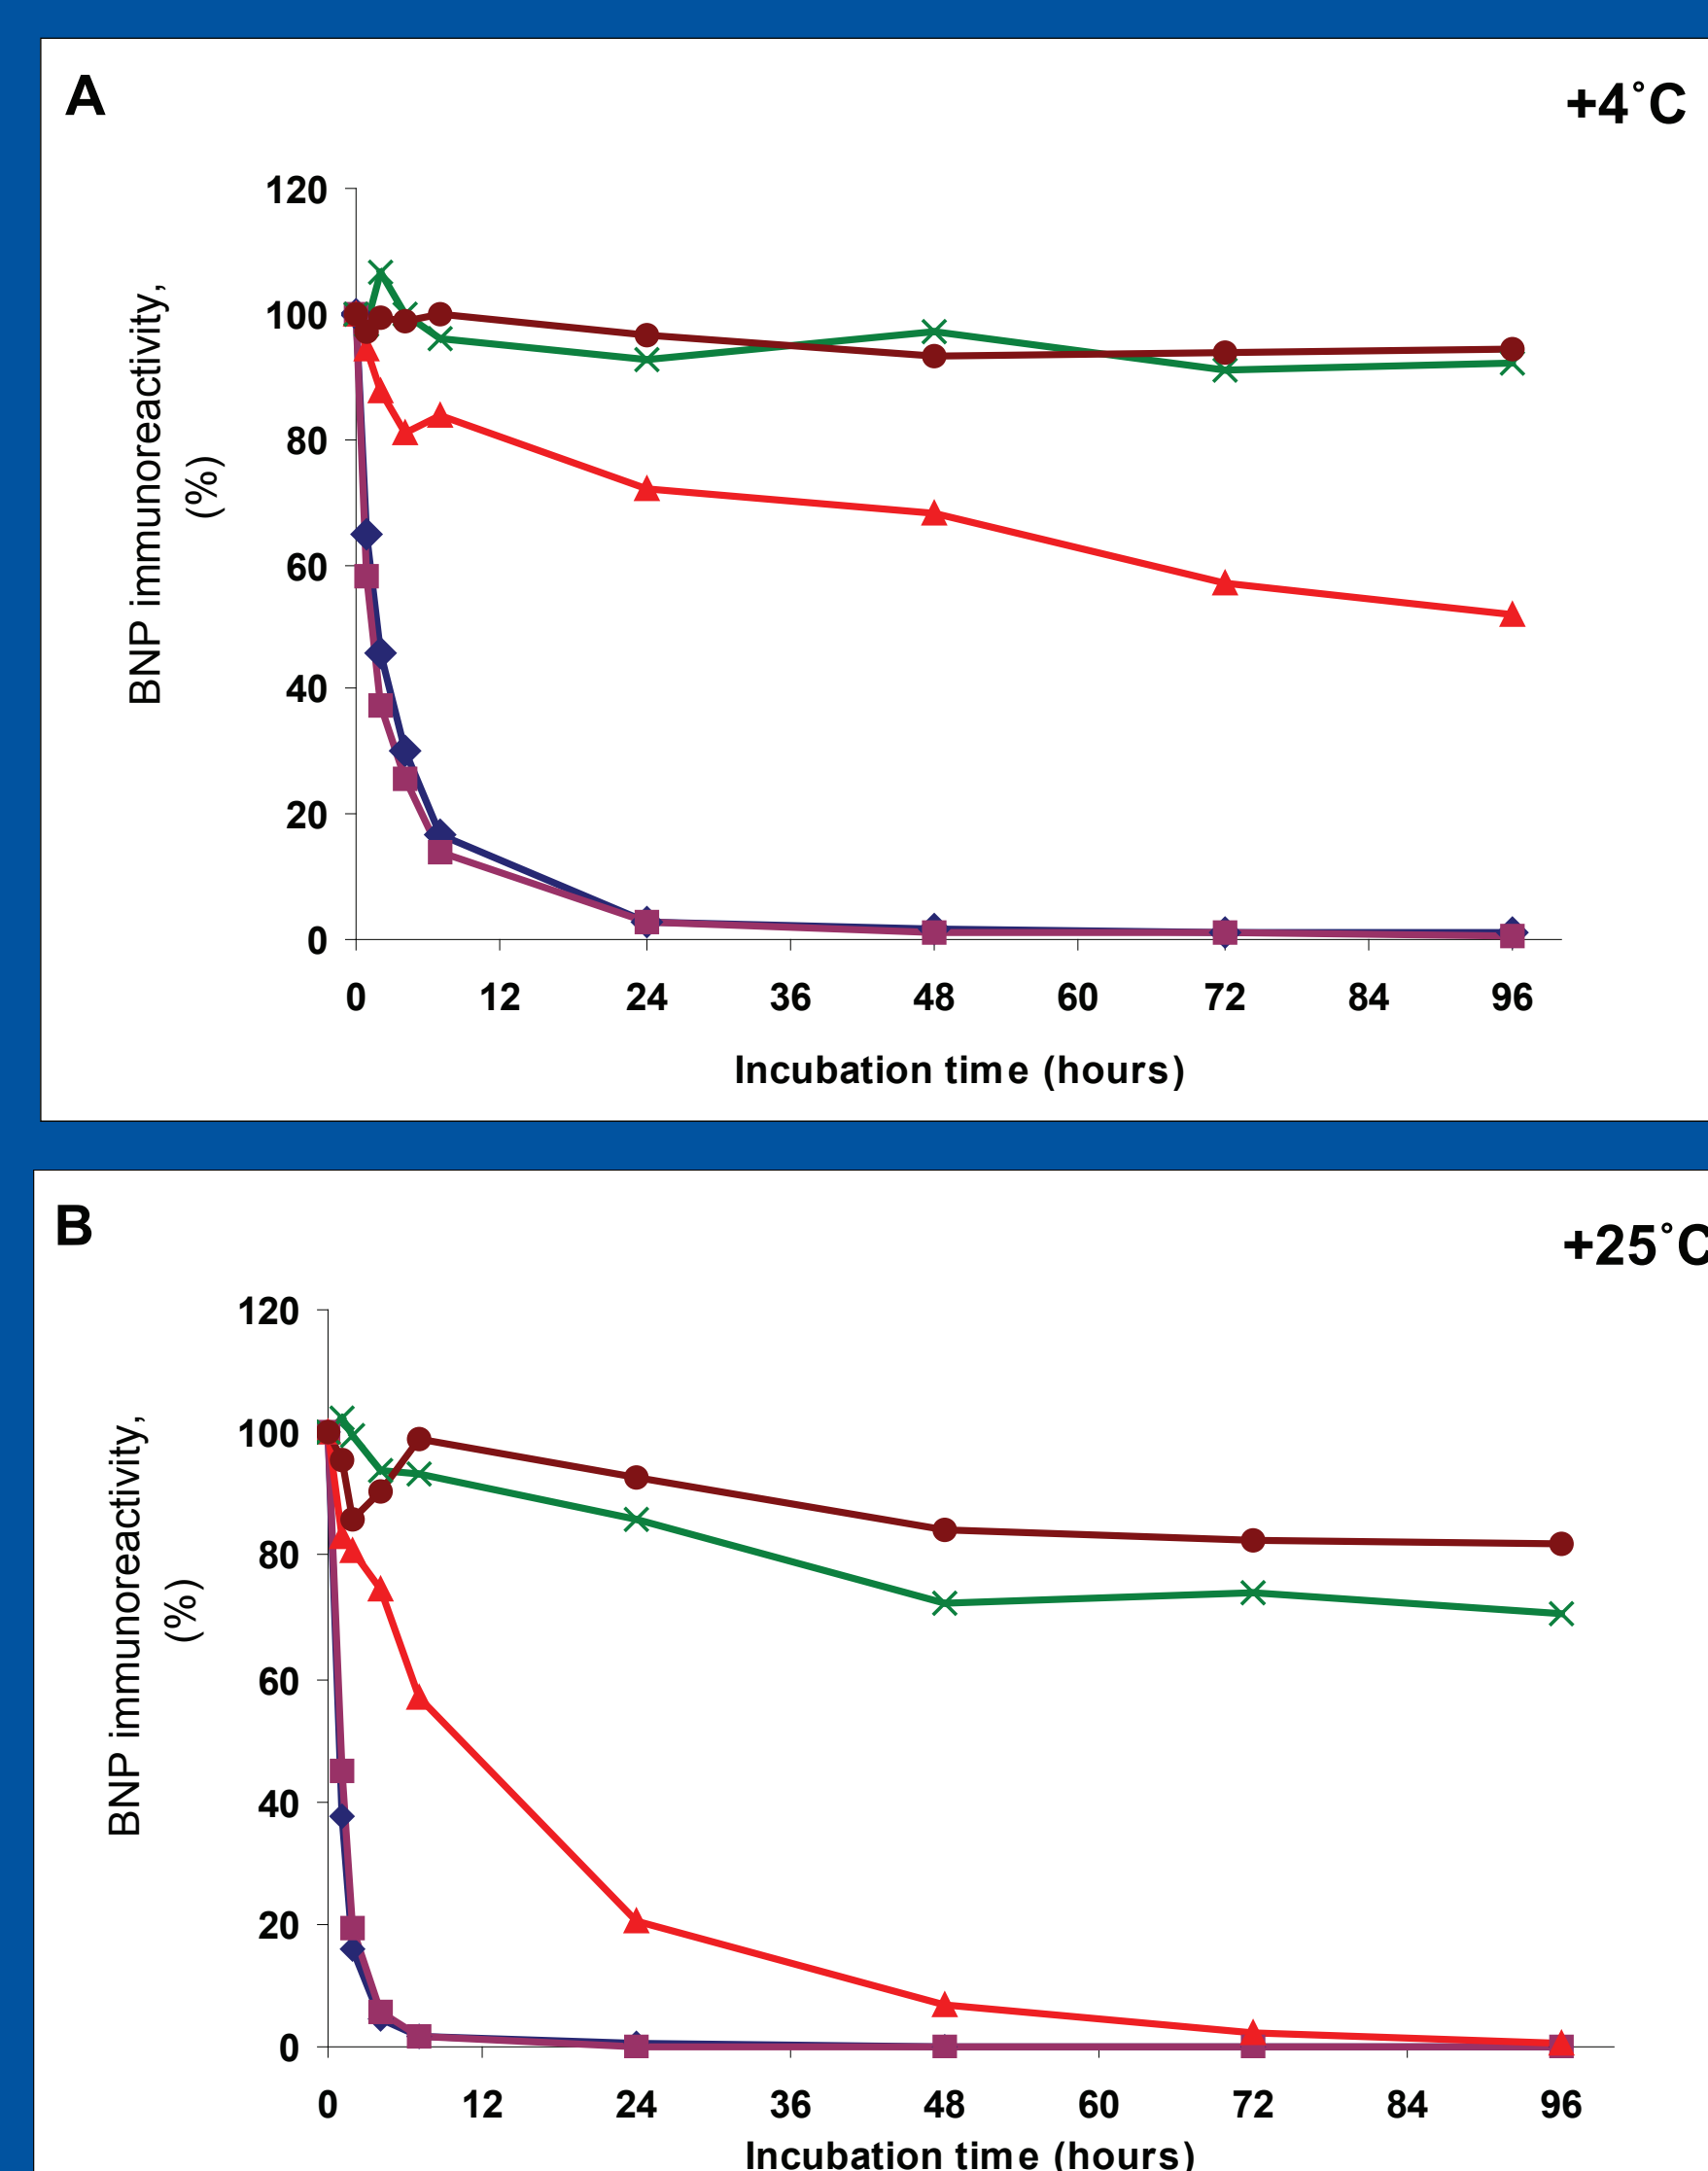 A
+4˚C
120
100
80
60
40
20
0
BNP immunoreactivity,
(%)
0 12 24 36 48 60 72 84 96
Incubation time (hours)
B
+25˚C
120
100
80
60
40
20
0
BNP immunoreactivity,
(%)
0 12 24 36 48 60 72 84 96
Incubation time (hours)